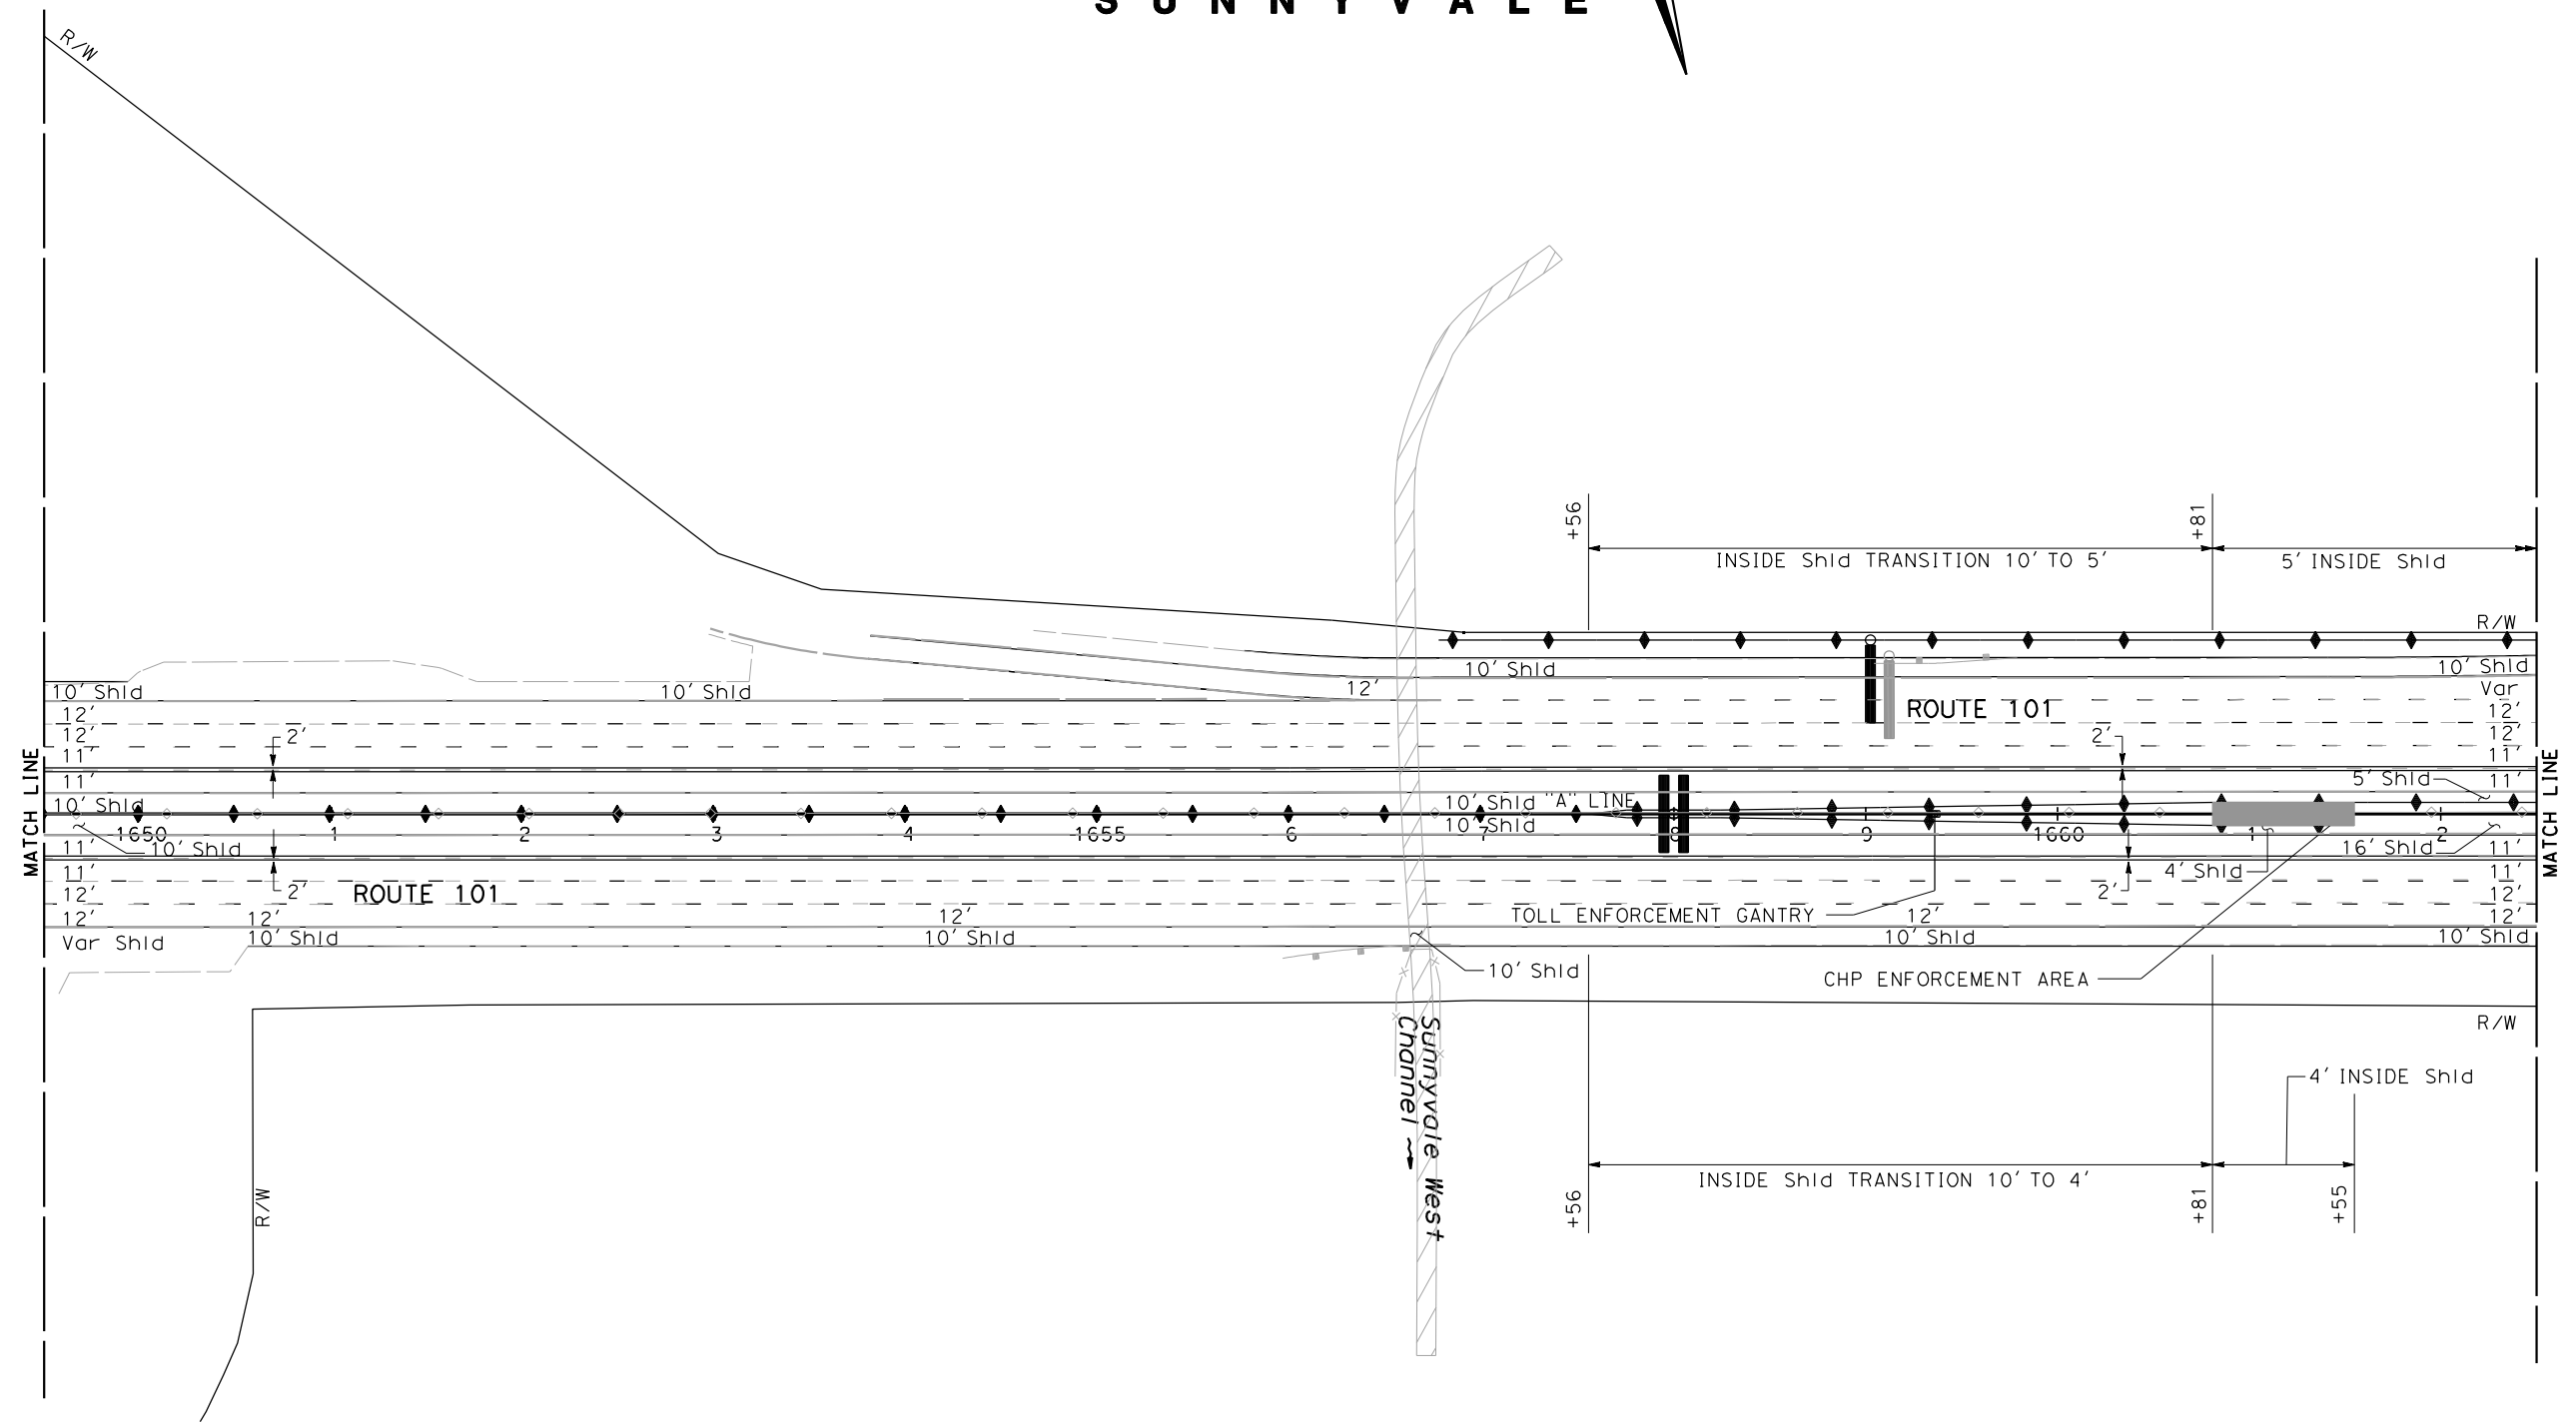 S U N N Y V A L E
R/W
+56
+81
INSIDE Shld TRANSITION 10' TO 5'
5' INSIDE Shld
R/W
10' Shld
10' Shld
10' Shld
10' Shld
12'
Var
12'
ROUTE 101
12'
12'
2'
2'
12'
11'
11'
MATCH LINE
11'
5' Shld
11'
MATCH LINE
10' Shld
10' Shld "A" LINE
10' Shld
1650
1
2
3
4
1655
6
7
8
9
1660
1
2
11'
10' Shld
16' Shld
11'
11'
4' Shld
11'
12'
2'
ROUTE 101
2'
12'
12'
12'
12'
TOLL ENFORCEMENT GANTRY
12'
12'
Var Shld
10' Shld
10' Shld
10' Shld
10' Shld
10' Shld
CHP ENFORCEMENT AREA
R/W
Sunnyvale West
Channel
4' INSIDE Shld
R/W
INSIDE Shld TRANSITION 10' TO 4'
+56
+81
+55